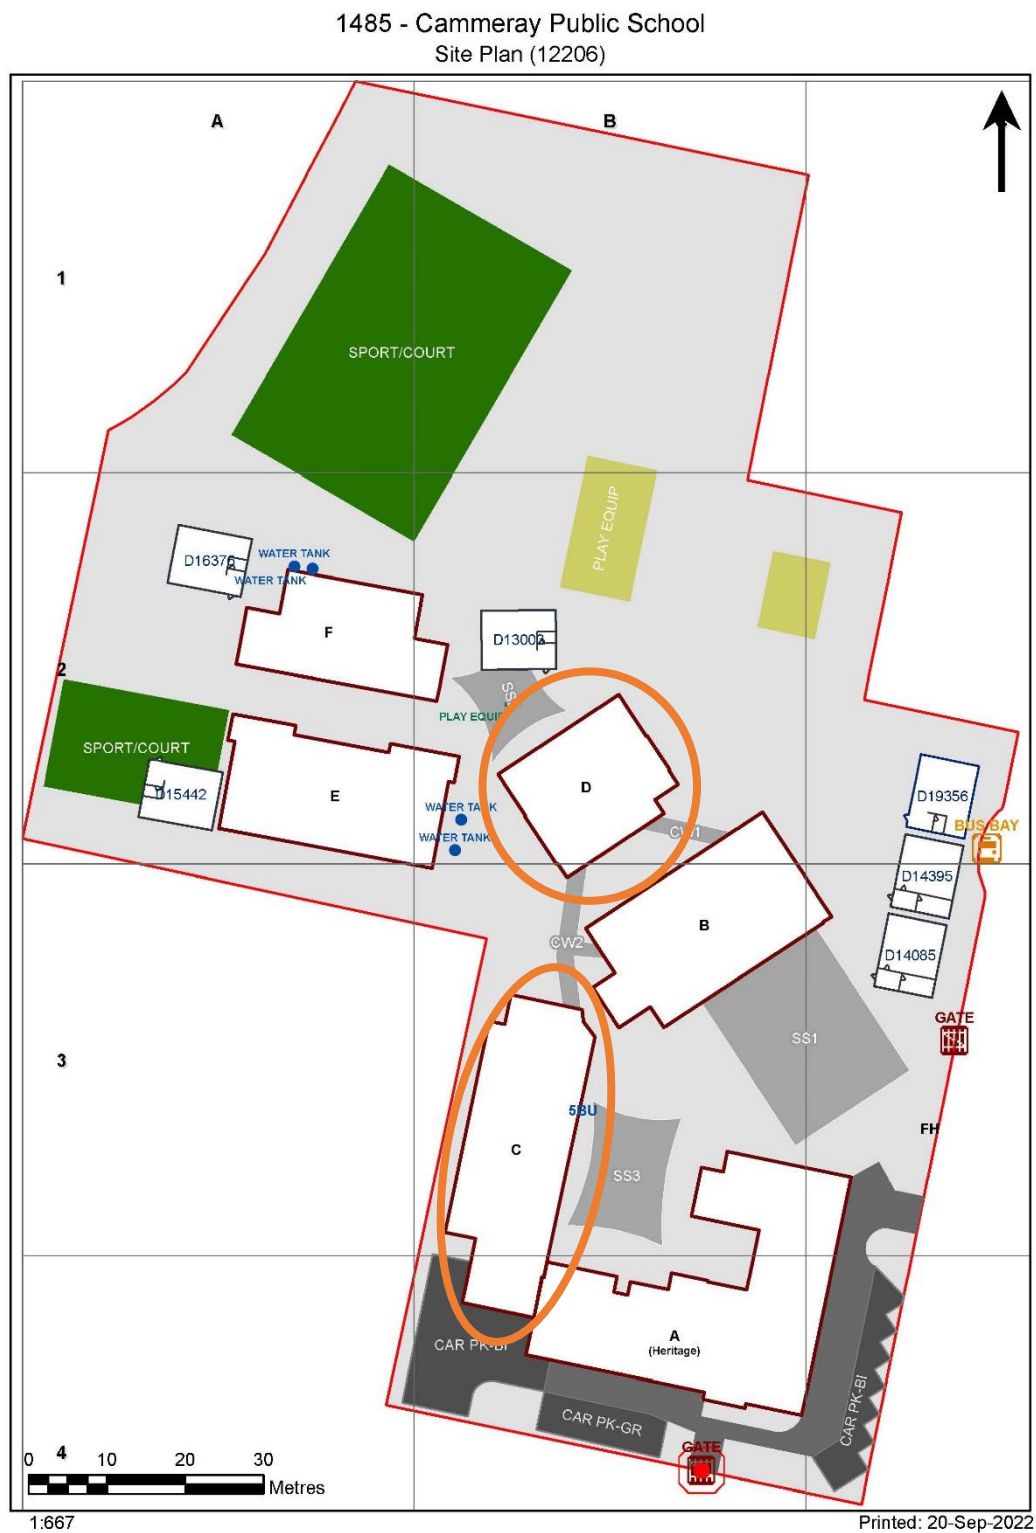 1485 - Cammeray Public School
Site Plan (12206)
A
B
1
SPORT/COURT
PLAY EQUIP
WATER TANK
D16376
WATER TANK
F
D13003
2
SS
PLAY EQUIP
SPORT/COURT
D
D15442
E
WATER TANK
D19356
BUS BAY
CW1
WATER TANK
D14395
B
CW2
D14085
GATE
SS1
3
5BU
FH
C
SS3
A
(Heritage)
CAR PK-BI
CAR PK-BI
CAR PK-GR
GATE
4
0 10 20 30
Metres
1:667
Printed: 20-Sep-2022